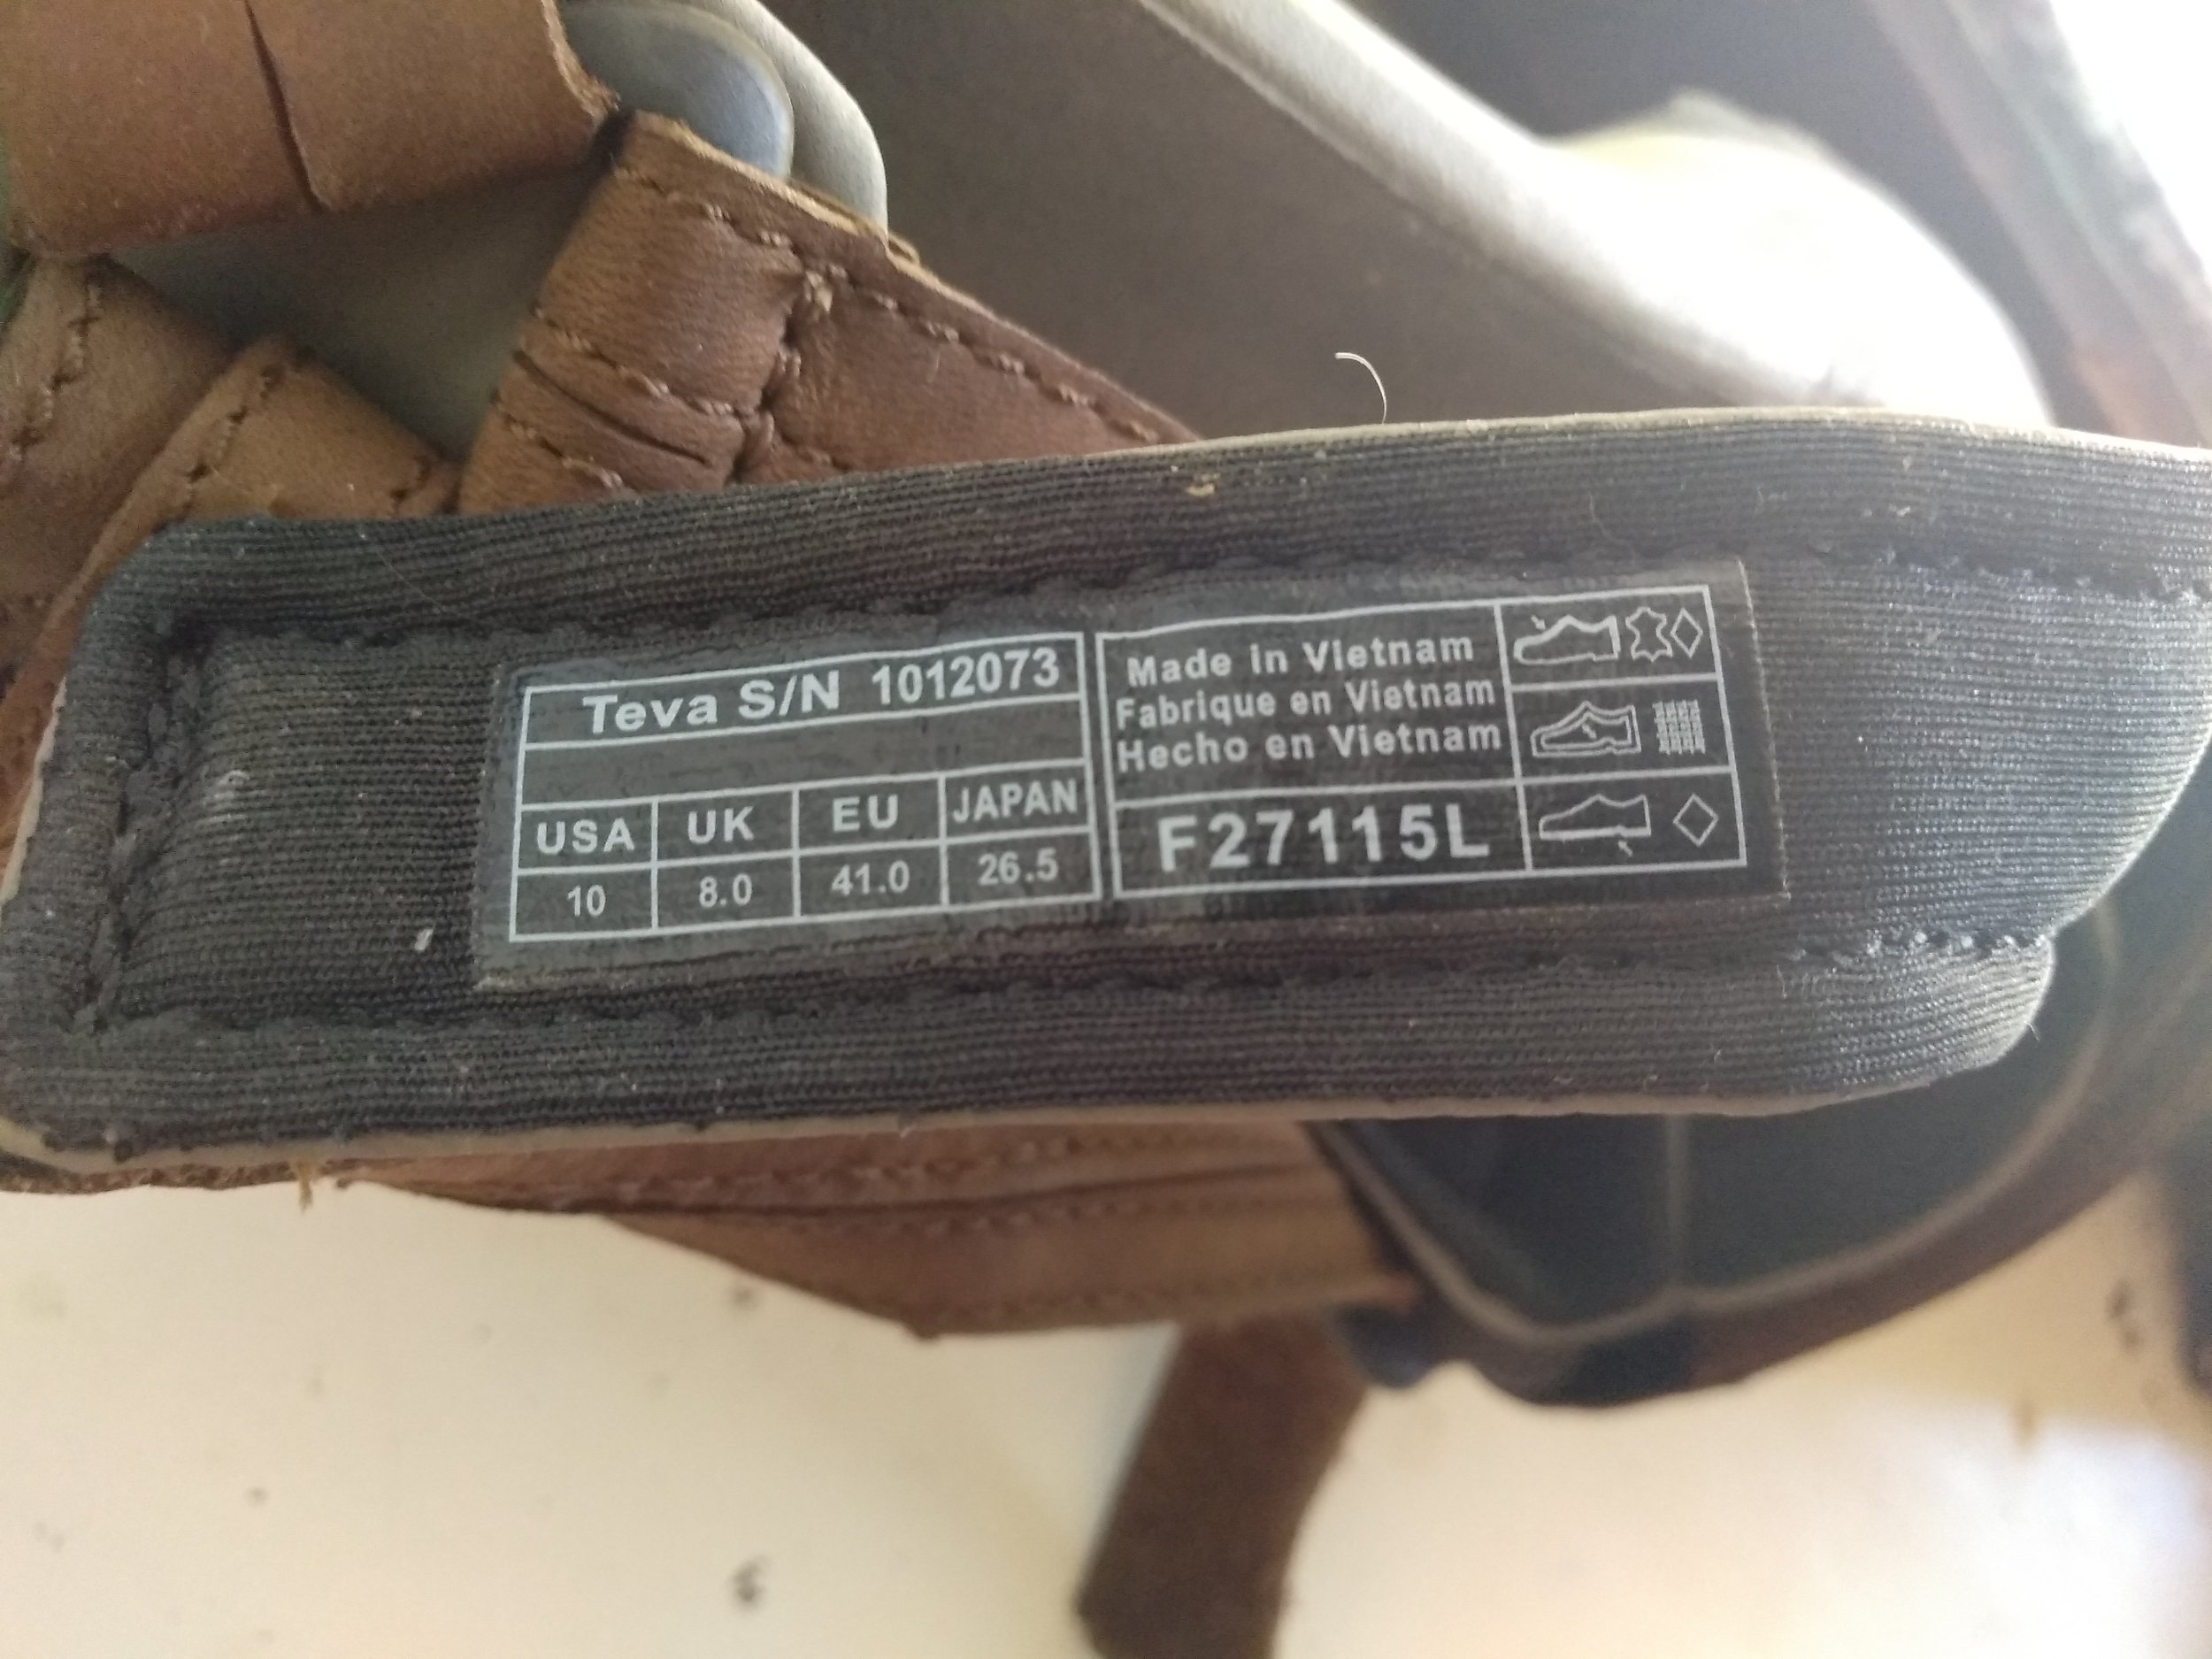 Teva S/N 1012073
USA UK EU JAPAN
10 8.0 41.0 26.5
Made in Vietnam
Fabrique en Vietnam
Hecho en Vietnam
F27115L